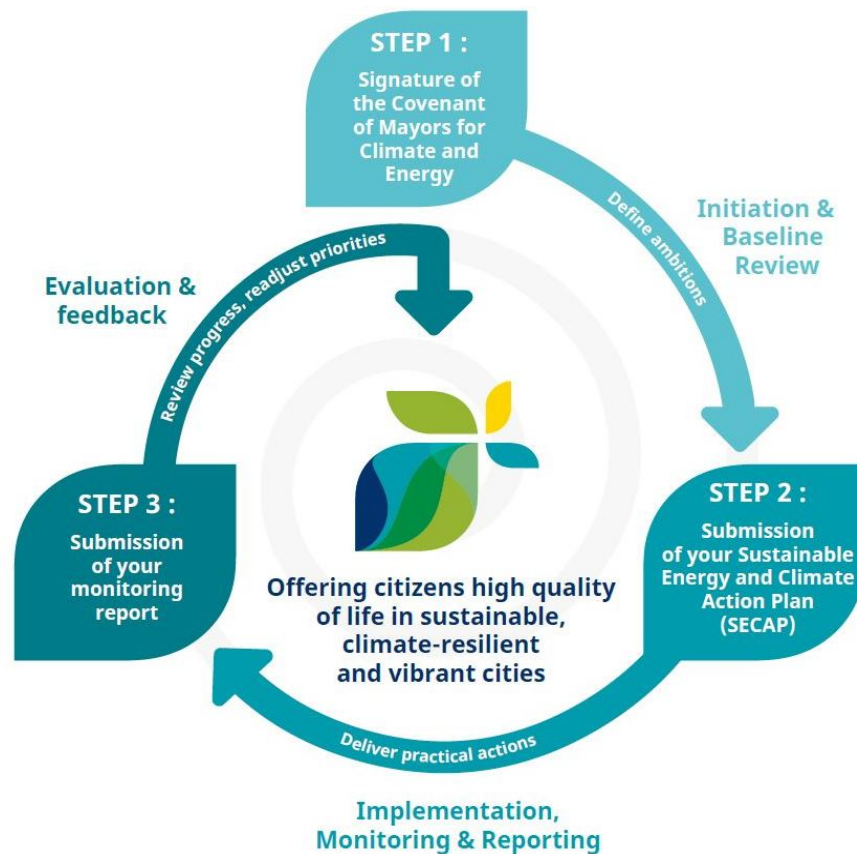 STEP 1 :
Signature of
the Covenant
of Mayors for
Climate and
Energy
Define ambitions
Initiation &
Baseline
Review
STEP 2 :
Submission
of your Sustainable
Energy and Climate
Action Plan
(SECAP)
Deliver practical actions
Implementation,
Monitoring & Reporting
STEP 3 :
Submission
of your
monitoring
report
Review progress, readjust priorities
Evaluation &
feedback
Offering citizens high quality
of life in sustainable,
climate-resilient
and vibrant cities